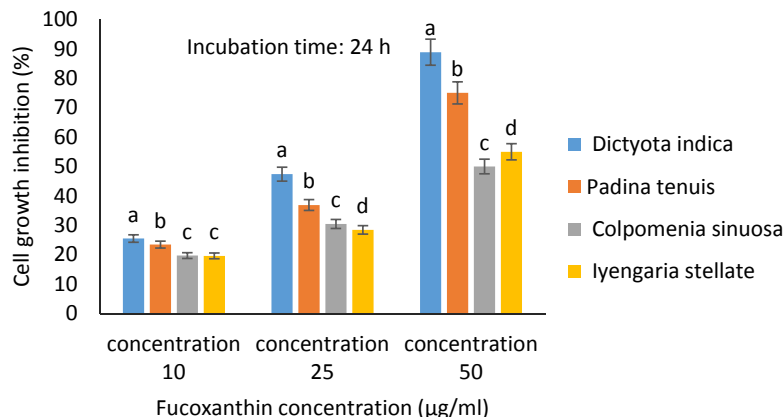 Cell growth inhibition (%)
100
90
80
70
60
50
40
30
20
10
0
Incubation time: 24 h
a
b
c
c
a
b
c
d
a
b
c
d
concentration 10
concentration 25
concentration 50
Fucoxanthin concentration (µg/ml)
Dictyota indica
Padina tenuis
Colpomenia sinuosa
Iyengaria stellate